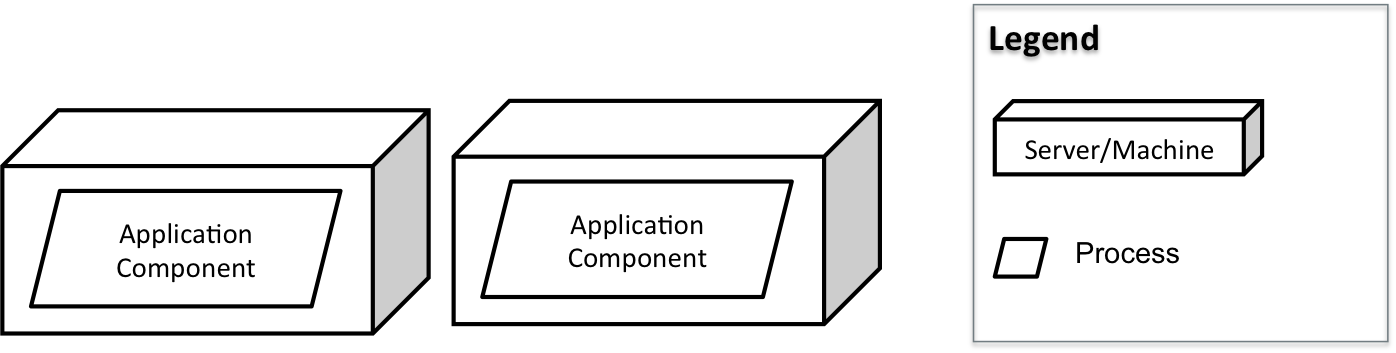 Application
Component
Application
Component
Legend
Server/Machine
Process